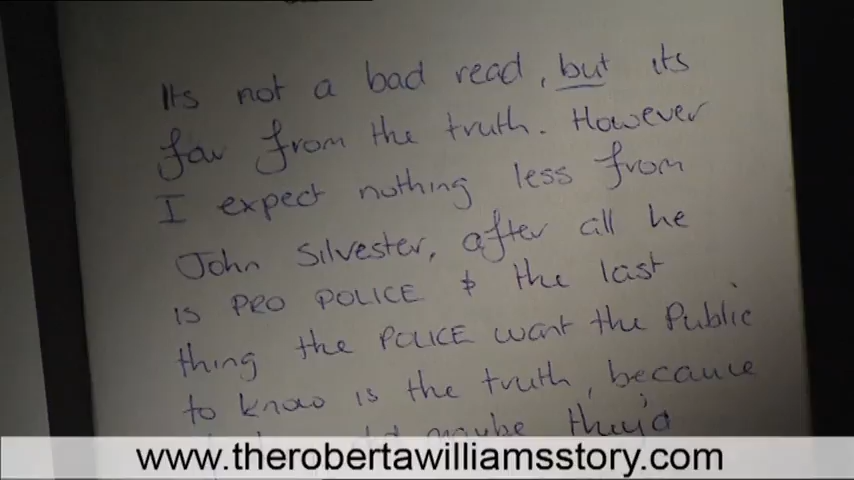 Its not a bad read, but its
far from the truth. However
I expect nothing less from
John Silvester, after all he
is PRO POLICE & the last
thing the POLICE want the Public
to know is the truth, because
maybe they'd
www.therobertawilliamsstory.com